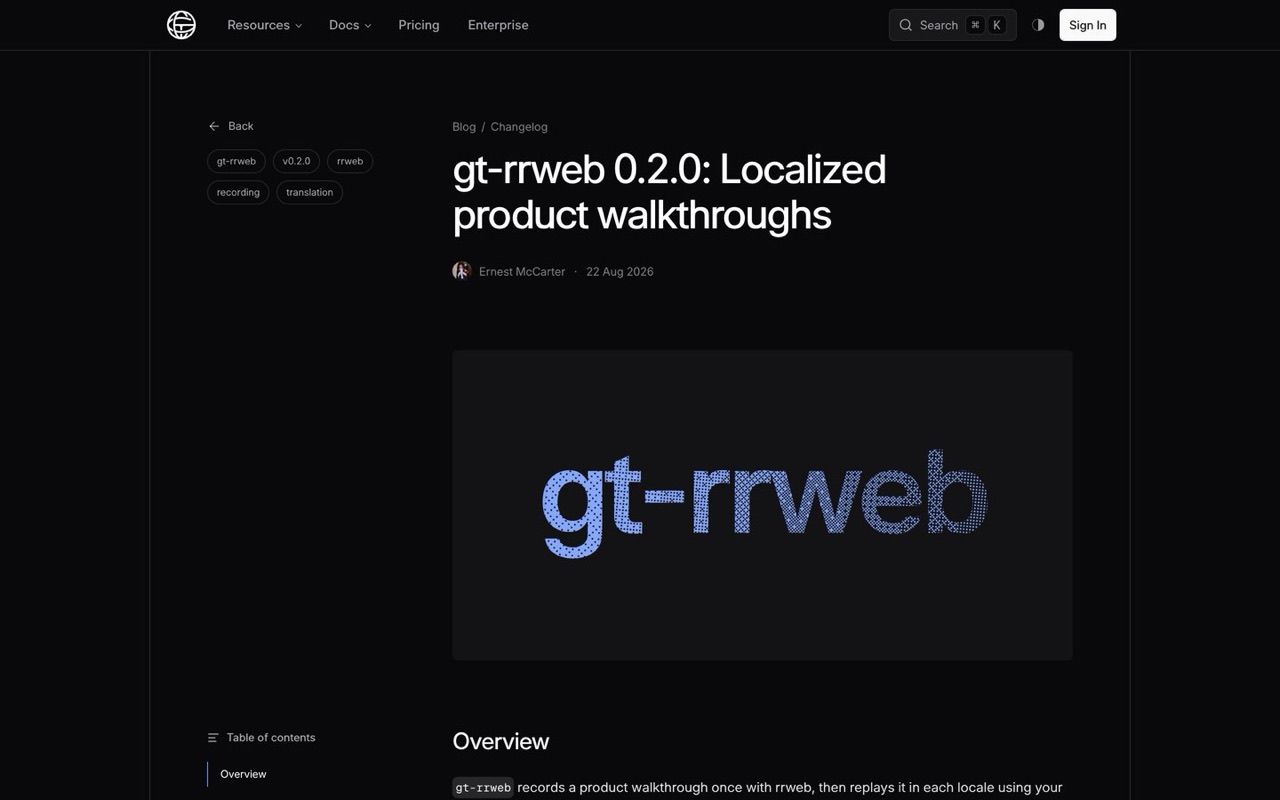 Resources
Docs
Pricing
Enterprise
Search
⌘
K
Sign In
Back
gt-rrweb
v0.2.0
rrweb
recording
translation
Blog / Changelog
gt-rrweb 0.2.0: Localized
product walkthroughs
Ernest McCarter · 22 Aug 2026
gt-rrweb
Table of contents
Overview
Overview
gt-rrweb records a product walkthrough once with rrweb, then replays it in each locale using your